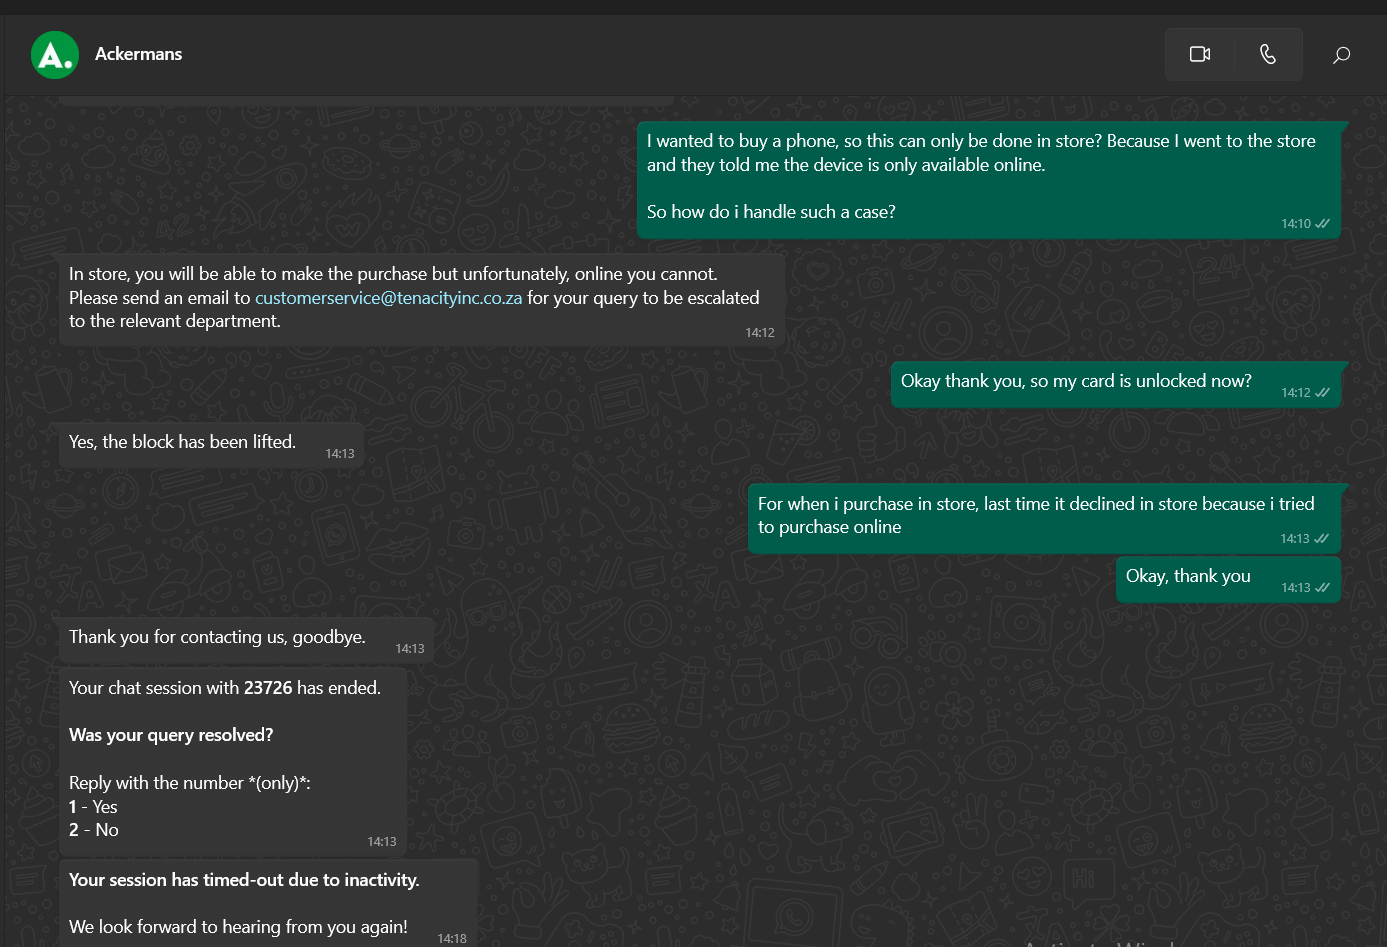 A.
Ackermans
I wanted to buy a phone, so this can only be done in store? Because I went to the store
and they told me the device is only available online.
So how do i handle such a case?
14:10
In store, you will be able to make the purchase but unfortunately, online you cannot.
Please send an email to customerservice@tenacityinc.co.za for your query to be escalated
to the relevant department.
14:12
Okay thank you, so my card is unlocked now?
14:12
Yes, the block has been lifted.
14:13
For when i purchase in store, last time it declined in store because i tried
to purchase online
14:13
Okay, thank you
14:13
Thank you for contacting us, goodbye.
14:13
Your chat session with 23726 has ended.
Was your query resolved?
Reply with the number *(only)*:
1 - Yes
2 - No
14:13
Your session has timed-out due to inactivity.
We look forward to hearing from you again!
14:18